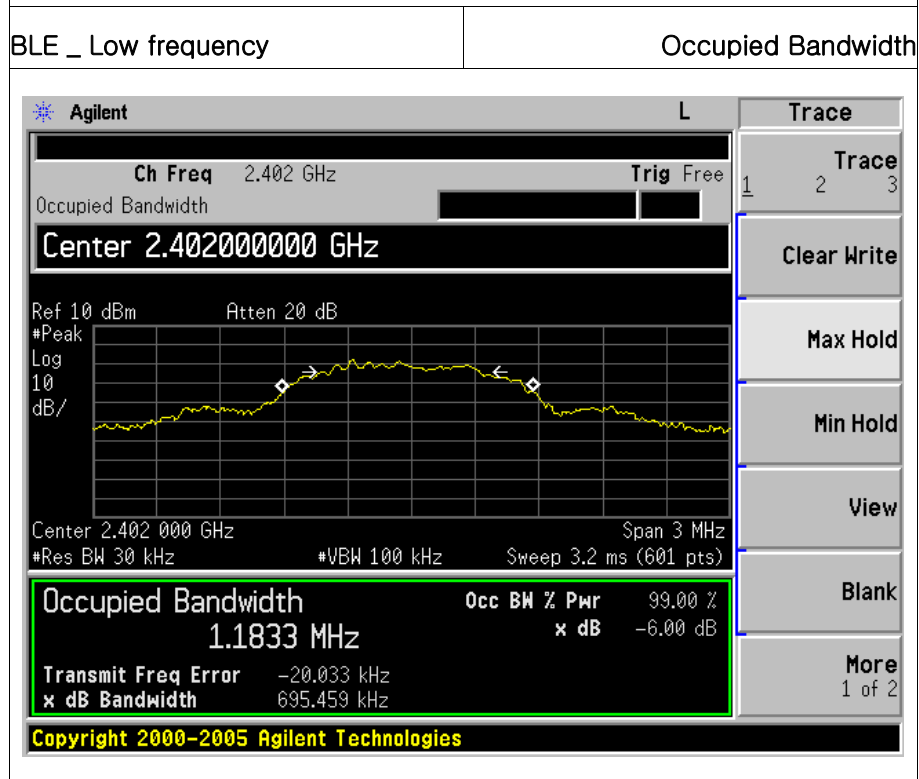 BLE _ Low frequency
Occupied Bandwidth
Agilent
L
Trace
Ch Freq 2.402 GHz
Trig Free
Occupied Bandwidth
Center 2.402000000 GHz
Ref 10 dBm
Atten 20 dB
#Peak
Log
10
dB/
Center 2.402 000 GHz
Span 3 MHz
#Res BW 30 kHz
#VBW 100 kHz
Sweep 3.2 ms (601 pts)
Occupied Bandwidth
1.1833 MHz
Occ BW % Pwr 99.00 %
x dB -6.00 dB
Transmit Freq Error -20.033 kHz
x dB Bandwidth 695.459 kHz
Copyright 2000-2005 Agilent Technologies
Trace
1 2 3
Clear Write
Max Hold
Min Hold
View
Blank
More
1 of 2